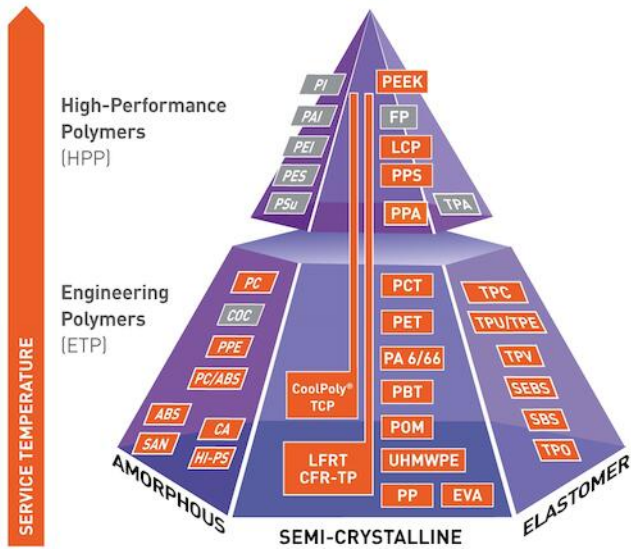 SERVICE TEMPERATURE
High-Performance
Polymers
(HPP)
Engineering
Polymers
(ETP)
PI
PAI
PEI
PES
PSu
PEEK
FP
LCP
PPS
PPA
TPA
PC
COC
PPE
PC/ABS
ABS
CA
SAN
HI-PS
CoolPoly®
TCP
LFRT
CFR-TP
PCT
PET
PA 6/66
PBT
POM
UHMWPE
PP
EVA
TPC
TPU/TPE
TPV
SEBS
SBS
TPO
AMORPHOUS
SEMI-CRYSTALLINE
ELASTOMER